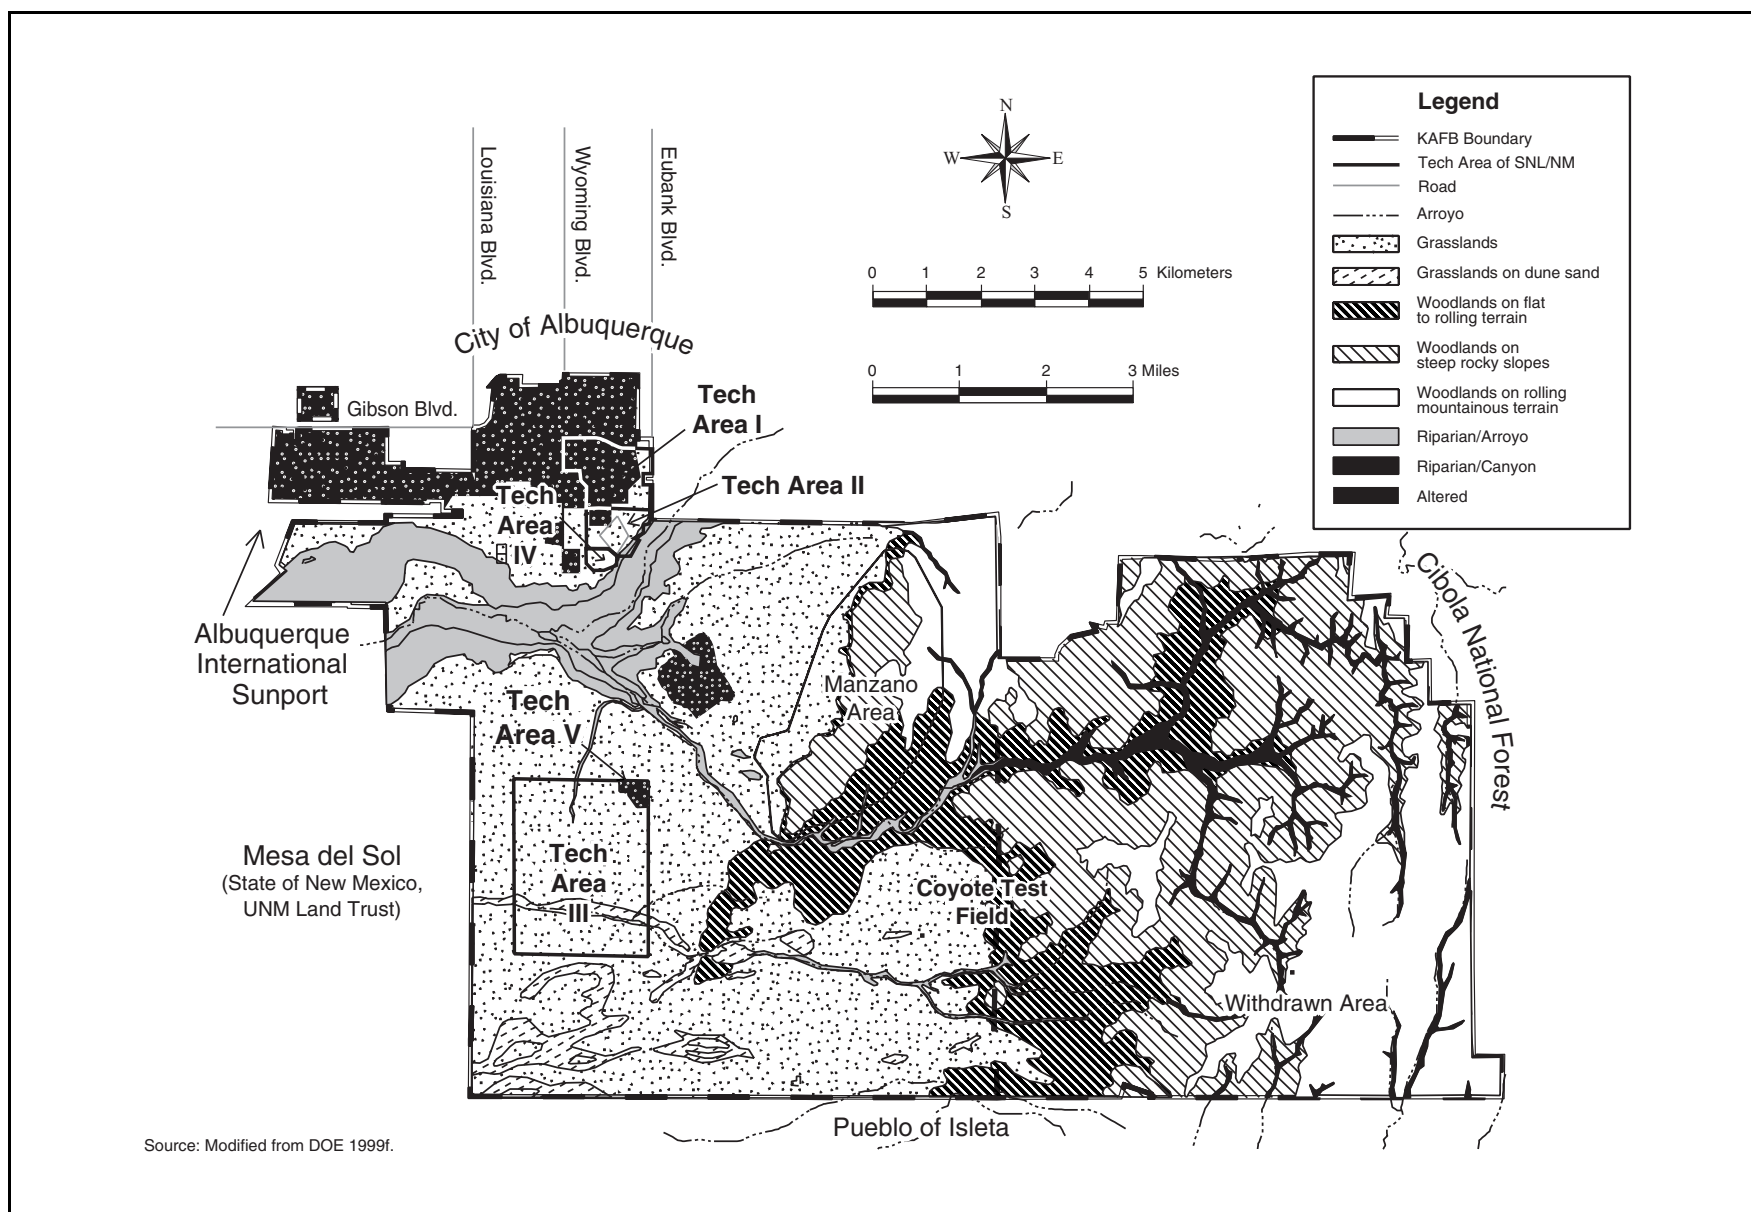 N
W
E
S
Legend
KAFB Boundary
Tech Area of SNL/NM
Road
Arroyo
Grasslands
Grasslands on dune sand
Woodlands on flat
to rolling terrain
Woodlands on
steep rocky slopes
Woodlands on rolling
mountainous terrain
Riparian/Arroyo
Riparian/Canyon
Altered
Louisiana Blvd.
Wyoming Blvd.
Eubank Blvd.
0 1 2 3 4 5 Kilometers
0 1 2 3 Miles
City of Albuquerque
Gibson Blvd.
Tech
Area I
Tech Area II
Tech
Area
IV
Albuquerque
International
Sunport
Tech
Area V
Manzano
Area
Cibola National Forest
Mesa del Sol
(State of New Mexico,
UNM Land Trust)
Tech
Area
III
Coyote Test
Field
Withdrawn Area
Pueblo of Isleta
Source: Modified from DOE 1999f.